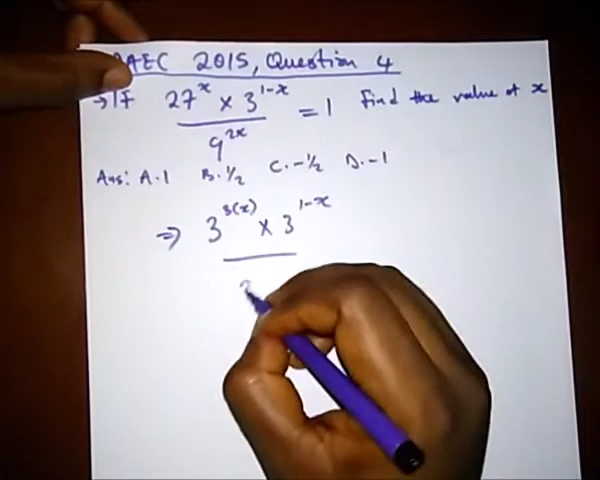 WAEC 2015, Question 4
→ If 27^x × 3^(1-x) / 9^(2x) = 1 Find the value of x
Ans: A. 1 B. 1/2 C. -1/2 D. -1
⇒ 3^(3(x)) × 3^(1-x)